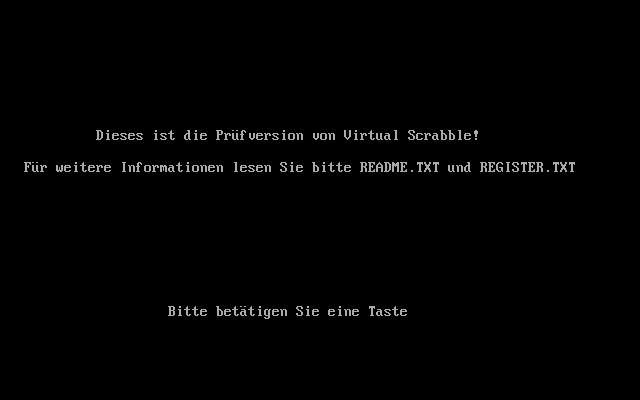 Dieses ist die Prüfversion von Virtual Scrabble!
Für weitere Informationen lesen Sie bitte README.TXT und REGISTER.TXT
Bitte betätigen Sie eine Taste